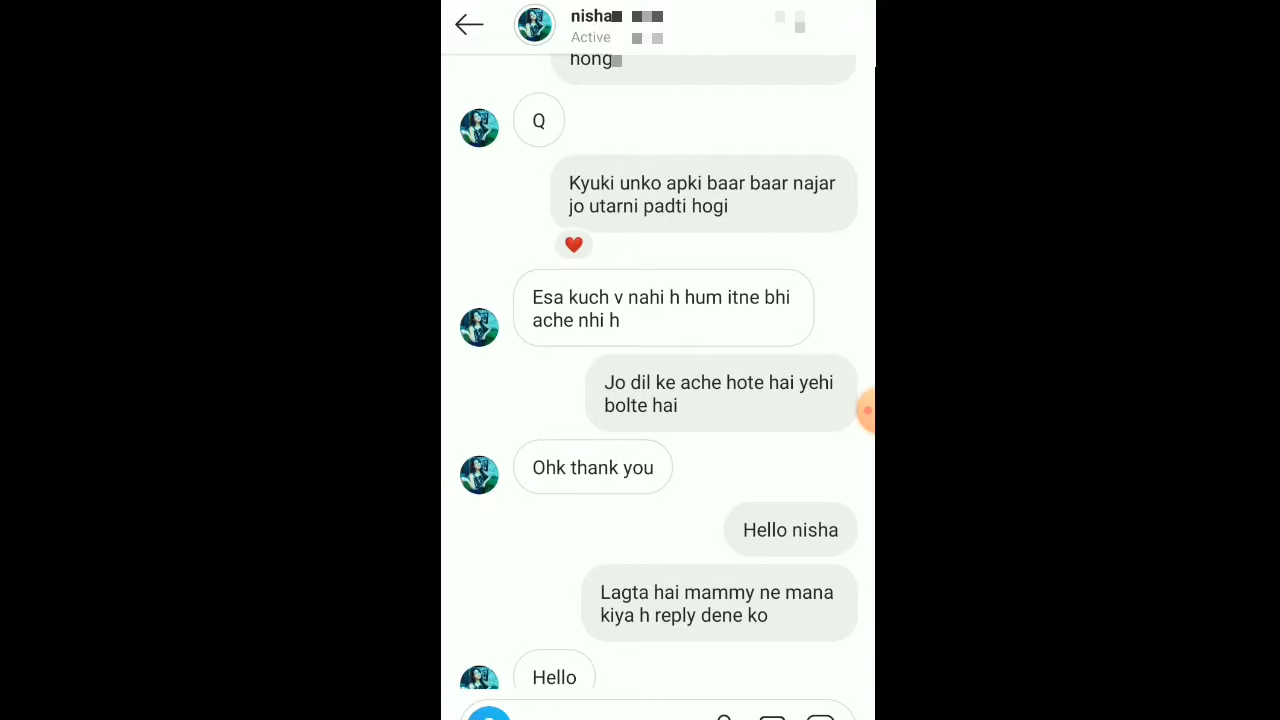 nisha
Active
hong
Q
Kyuki unko apki baar baar najar
jo utarni padti hogi
Esa kuch v nahi h hum itne bhi
ache nhi h
Jo dil ke ache hote hai yehi
bolte hai
Ohk thank you
Hello nisha
Lagta hai mammy ne mana
kiya h reply dene ko
Hello